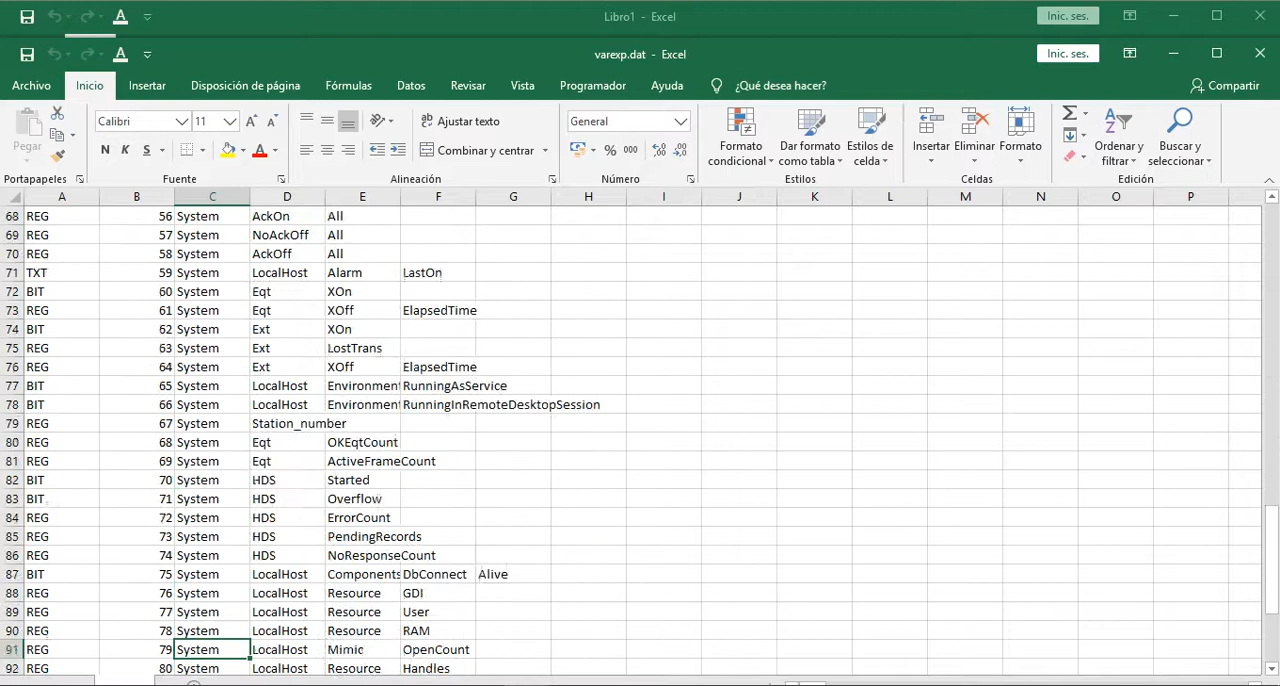 Libro1 - Excel Inic. ses.
varexp.dat - Excel Inic. ses.
Archivo Inicio Insertar Disposición de página Fórmulas Datos Revisar Vista Programador Ayuda ¿Qué desea hacer? Compartir
Pegar Calibri 11 Ajustar texto General Formato condicional Dar formato como tabla Estilos de celda Insertar Eliminar Formato Ordenar y filtrar Buscar y seleccionar
N K S Combinar y centrar % 000
Portapapeles Fuente Alineación Número Estilos Celdas Edición
A B C D E F G H I J K L M N O P
68 REG 56 System AckOn All
69 REG 57 System NoAckOff All
70 REG 58 System AckOff All
71 TXT 59 System LocalHost Alarm LastOn
72 BIT 60 System Eqt XOn
73 REG 61 System Eqt XOff ElapsedTime
74 BIT 62 System Ext XOn
75 REG 63 System Ext LostTrans
76 REG 64 System Ext XOff ElapsedTime
77 BIT 65 System LocalHost Environment RunningAsService
78 BIT 66 System LocalHost Environment RunningInRemoteDesktopSession
79 REG 67 System Station_number
80 REG 68 System Eqt OKEqtCount
81 REG 69 System Eqt ActiveFrameCount
82 BIT 70 System HDS Started
83 BIT 71 System HDS Overflow
84 REG 72 System HDS ErrorCount
85 REG 73 System HDS PendingRecords
86 REG 74 System HDS NoResponseCount
87 BIT 75 System LocalHost Components DbConnect Alive
88 REG 76 System LocalHost Resource GDI
89 REG 77 System LocalHost Resource User
90 REG 78 System LocalHost Resource RAM
91 REG 79 System LocalHost Mimic OpenCount
92 REG 80 System LocalHost Resource Handles